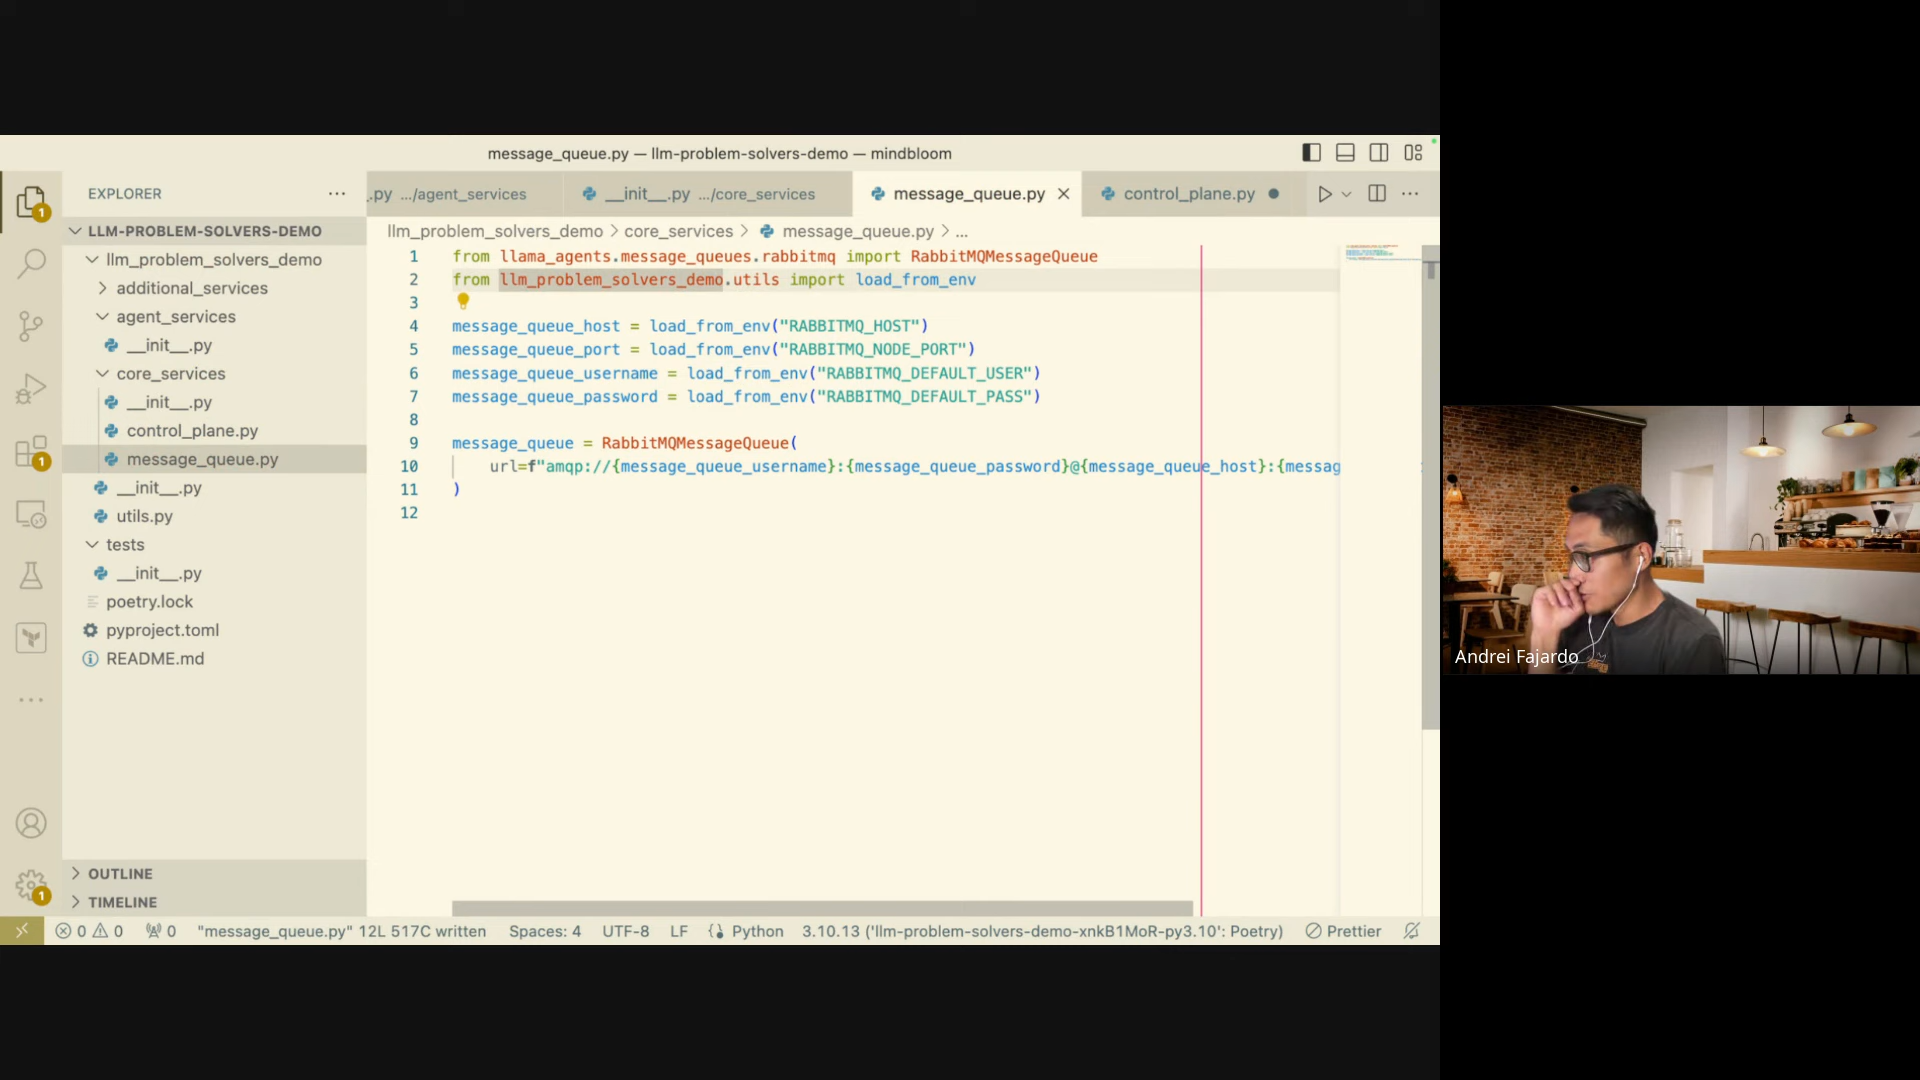 message_queue.py — llm-problem-solvers-demo — mindbloom
EXPLORER
.py .../agent_services
__init__.py .../core_services
message_queue.py
control_plane.py
LLM-PROBLEM-SOLVERS-DEMO
llm_problem_solvers_demo
additional_services
agent_services
__init__.py
core_services
__init__.py
control_plane.py
message_queue.py
__init__.py
utils.py
tests
__init__.py
poetry.lock
pyproject.toml
README.md
OUTLINE
TIMELINE
1
1
1
llm_problem_solvers_demo > core_services > message_queue.py > ...
1 from llama_agents.message_queues.rabbitmq import RabbitMQMessageQueue
2 from llm_problem_solvers_demo.utils import load_from_env
3
4 message_queue_host = load_from_env("RABBITMQ_HOST")
5 message_queue_port = load_from_env("RABBITMQ_NODE_PORT")
6 message_queue_username = load_from_env("RABBITMQ_DEFAULT_USER")
7 message_queue_password = load_from_env("RABBITMQ_DEFAULT_PASS")
8
9 message_queue = RabbitMQMessageQueue(
10 url=f"amqp://{message_queue_username}:{message_queue_password}@{message_queue_host}:{messag
11 )
12
0 0 0 "message_queue.py" 12L 517C written Spaces: 4 UTF-8 LF Python 3.10.13 ('llm-problem-solvers-demo-xnkB1MoR-py3.10': Poetry) Prettier
Andrei Fajardo